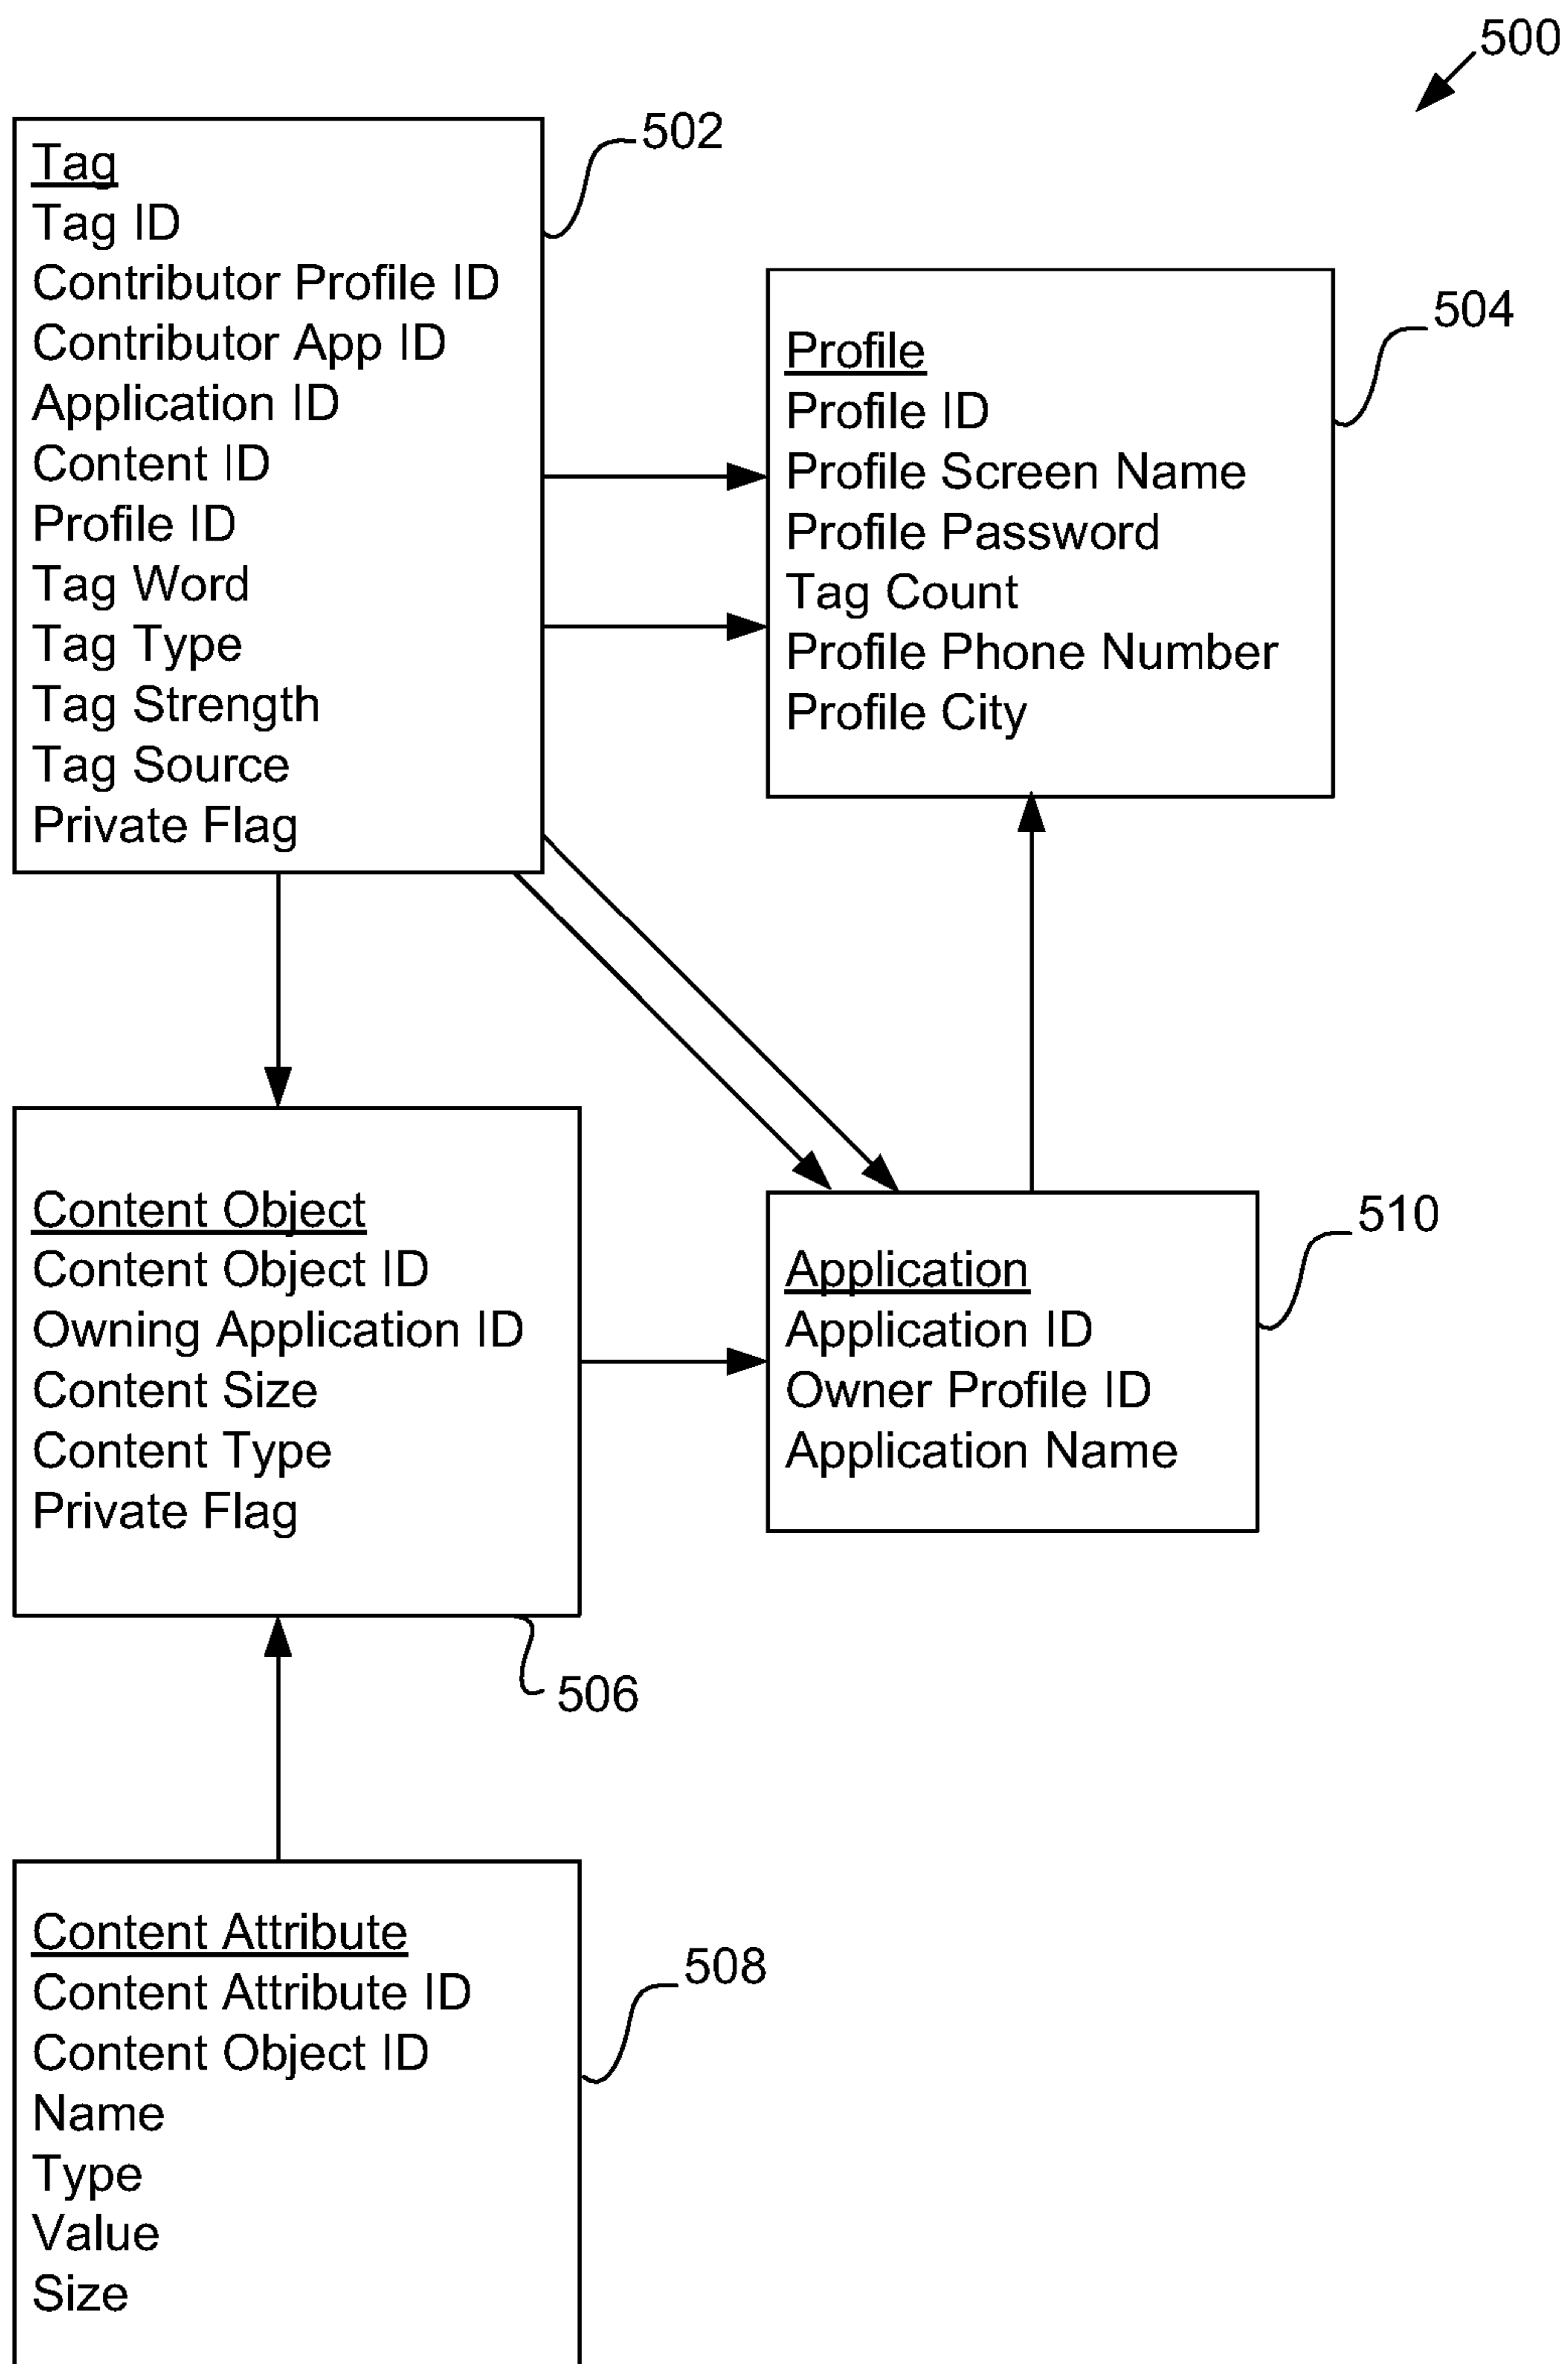 500
502
Tag
Tag ID
Contributor Profile ID
Contributor App ID
Application ID
Content ID
Profile ID
Tag Word
Tag Type
Tag Strength
Tag Source
Private Flag
504
Profile
Profile ID
Profile Screen Name
Profile Password
Tag Count
Profile Phone Number
Profile City
Content Object
Content Object ID
Owning Application ID
Content Size
Content Type
Private Flag
506
510
Application
Application ID
Owner Profile ID
Application Name
Content Attribute
Content Attribute ID
Content Object ID
Name
Type
Value
Size
508